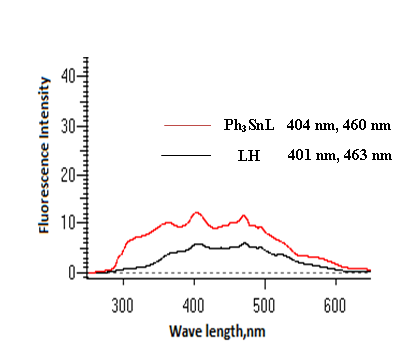 Fluorescence Intensity
40
30
20
10
0
Ph₃SnL 404 nm, 460 nm
LH 401 nm, 463 nm
300 400 500 600
Wave length,nm